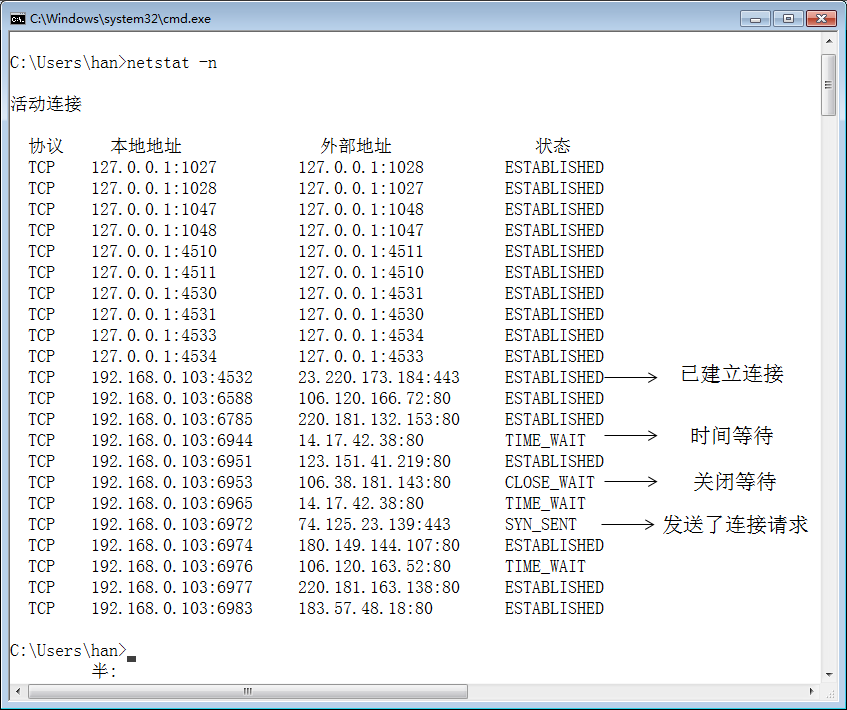 C:\Windows\system32\cmd.exe
C:\Users\han>netstat -n
活动连接
协议 本地地址 外部地址 状态
TCP 127.0.0.1:1027 127.0.0.1:1028 ESTABLISHED
TCP 127.0.0.1:1028 127.0.0.1:1027 ESTABLISHED
TCP 127.0.0.1:1047 127.0.0.1:1048 ESTABLISHED
TCP 127.0.0.1:1048 127.0.0.1:1047 ESTABLISHED
TCP 127.0.0.1:4510 127.0.0.1:4511 ESTABLISHED
TCP 127.0.0.1:4511 127.0.0.1:4510 ESTABLISHED
TCP 127.0.0.1:4530 127.0.0.1:4531 ESTABLISHED
TCP 127.0.0.1:4531 127.0.0.1:4530 ESTABLISHED
TCP 127.0.0.1:4533 127.0.0.1:4534 ESTABLISHED
TCP 127.0.0.1:4534 127.0.0.1:4533 ESTABLISHED
TCP 192.168.0.103:4532 23.220.173.184:443 ESTABLISHED 已建立连接
TCP 192.168.0.103:6588 106.120.166.72:80 ESTABLISHED
TCP 192.168.0.103:6785 220.181.132.153:80 ESTABLISHED
TCP 192.168.0.103:6944 14.17.42.38:80 TIME_WAIT 时间等待
TCP 192.168.0.103:6951 123.151.41.219:80 ESTABLISHED
TCP 192.168.0.103:6953 106.38.181.143:80 CLOSE_WAIT 关闭等待
TCP 192.168.0.103:6965 14.17.42.38:80 TIME_WAIT
TCP 192.168.0.103:6972 74.125.23.139:443 SYN_SENT 发送了连接请求
TCP 192.168.0.103:6974 180.149.144.107:80 ESTABLISHED
TCP 192.168.0.103:6976 106.120.163.52:80 TIME_WAIT
TCP 192.168.0.103:6977 220.181.163.138:80 ESTABLISHED
TCP 192.168.0.103:6983 183.57.48.18:80 ESTABLISHED
C:\Users\han>
半: